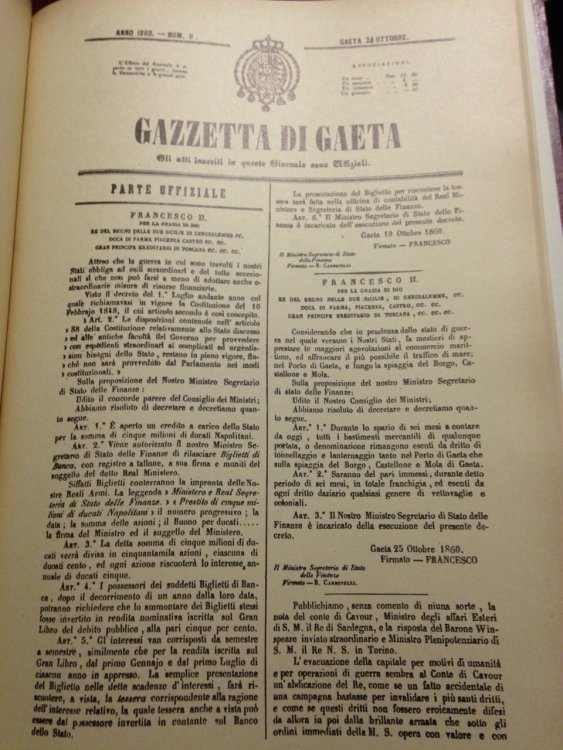 ANNO 1860. — NUM. 11.
GAETA 26 OTTOBRE.
L'Uffizio del Giornale è a
perto in tutti i giorni, tranne
le Domeniche e le grandi gale.
ASSOCIAZIONI
Un anno
Un semestre
Un trimestre
Un giornale
GAZZETTA DI GAETA
Gli atti inseriti in questo Giornale sono Uffiziali.
PARTE UFFIZIALE
FRANCESCO II.
PER LA GRAZIA DI DIO
RE DEL REGNO DELLE DUE SICILIE DI GERUSALEMME EC.
DUCA DI PARMA PIACENZA CASTRO EC. EC.
GRAN PRINCIPE EREDITARIO DI TOSCANA EC. EC. EC.
Atteso che la guerra in cui sono travolti i nostri
Stati obbliga ad esiti straordinari e del tutto eccezio-
nali sì che non può farsi a meno di adottare anche e-
straordinarie misure di risorse finanziarie.
Visto il decreto del 1.° Luglio andante anno col
quale richiamavasi in vigore la Costituzione del 10
Febbrajo 1848, il cui articolo secondo è così concepito.
» Art. 2.° Le disposizioni contenute nell'articolo
» 88 della Costituzione relativamente allo Stato discusso
» ed alle antiche facoltà del Governo per provvedere
» con espedienti estraordinari ai complicati ed urgentis-
» simi bisogni dello Stato, restano in pieno vigore, fin-
» chè non sarà provveduto dal Parlamento nei modi
» costituzionali. »
Sulla proposizione del Nostro Ministro Segretario
di Stato delle Finanze:
Udito il concorde parere del Consiglio dei Ministri;
Abbiamo risoluto di decretare e decretiamo quan-
to segue.
Art. 1.° È aperto un credito a carico dello Stato
per la somma di cinque milioni di ducati Napolitani.
Art. 2.° Viene autorizzato il nostro Ministro Se-
gretario di Stato delle Finanze di rilasciare Biglietti di
Banca, con registro a tallone, a sua firma e muniti del
suggello del detto Real Ministero.
Siffatti Biglietti conterranno la impronta delle No-
stre Reali Armi. La leggenda » Ministero e Real Segre-
teria di Stato delle Finanze. » » Prestito di cinque mi-
lioni di ducati Napolitani » il numero progressivo; la
data; la somma delle azioni; il Buono per ducati.....
la firma del Ministro ed il suggello del Ministero.
Art. 3.° La detta somma di cinque milioni di du-
cati verrà divisa in cinquantamila azioni, ciascuna di
ducati cento, ed ogni azione riscuoterà lo interesse an-
nuale di ducati cinque.
Art. 4.° I possessori dei suddetti Biglietti di Ban-
ca, dopo il decorrimento di un anno dalla loro data,
potranno richiedere che lo ammontare dei Biglietti stessi
fosse invertito in rendita nominativa iscritta sul Gran
Libro del debito pubblico, alla pari cinque per cento.
Art. 5.° Gl'interessi van corrisposti da semestre
a semestre, similmente che per la rendita iscritta sul
Gran Libro, dal primo Gennajo e dal primo Luglio di
ciascun anno in appresso. La semplice presentazione
del Biglietto nelle dette scadenze d'interessi, farà ri-
scuotere, a vista, la tessera corrispondente alla ragione
dell'interesse relativo, la quale tessera anche a vista può
essere dal possessore invertita in contante sul Banco
dello Stato.
La presentazione del Biglietto per riscuotere la tes-
sera sarà fatta nella officina di contabilità del Real Mi-
nistero e Segreteria di Stato delle Finanze.
Art. 6.° Il Ministro Segretario di Stato delle Fi-
nanze è incaricato dell'esecuzione del presente decreto.
Gaeta 10 Ottobre 1860.
Firmato — FRANCESCO
Il Ministro Segretario di Stato
delle Finanze
Firmato — B. Carbonelli
FRANCESCO II.
PER LA GRAZIA DI DIO
RE DEL REGNO DELLE DUE SICILIE, DI GERUSALEMME, EC.
DUCA DI PARMA, PIACENZA, CASTRO, EC. EC.
GRAN PRINCIPE EREDITARIO DI TOSCANA, EC. EC. EC.
Considerando che in pendenza dello stato di guer-
ra nel quale versano i Nostri Stati, fa mestieri di ap-
prestare le maggiori agevolazioni al commercio maritti-
mo, ed affrescare il più possibile il traffico di mare;
nel Porto di Gaeta, e lungo la spiaggia del Borgo, Ca-
stellone e Mola.
Sulla proposizione del nostro Ministro Segretario
di Stato delle Finanze;
Udito il Nostro Consiglio di Ministri;
Abbiamo risoluto di decretare e decretiamo quan-
to segue.
Art.° 1.° Durante lo spazio di sei mesi a contare
da oggi, tutti i bastimenti mercantili di qualunque
portata, o denominazione rimangono esenti da dritto di
tonnellaggio e lanternaggio tanto nel Porto di Gaeta che
sulla spiaggia del Borgo, Castellone e Mola di Gaeta.
Art.° 2.° Saranno del pari immessi, durante detto
periodo di sei mesi, in totale franchigia, ed esenti da
ogni dritto daziario qualsiasi genere di vettovaglie e
coloniali.
Art. 3.° Il Nostro Ministro Segretario di Stato delle
Finanze è incaricato della esecuzione del presente de-
creto.
Gaeta 25 Ottobre 1860.
Firmato — FRANCESCO
Il Ministro Segretario di Stato
delle Finanze
Firmato — B. Carbonelli.
Pubblichiamo, senza comento di niuna sorte, la
nota del conte di Cavour, Ministro degli affari Esteri
di S. M. il Re di Sardegna, e la risposta del Barone Win-
speare inviato straordinario e Ministro Plenipotenziario di
S. M. il Re N. S. in Torino.
L'evacuazione della capitale per motivi di umanità
e per operazioni di guerra sembra al Conte di Cavour
un'abdicazione del Re, come se un fatto accidentale di
una campagna bastasse per invalidare i più santi dritti,
e come se questi dritti non fossero eroicamente difesi
da allora in poi dalla brillante armata che sotto gli
ordini immediati della M. S. opera con valore e con